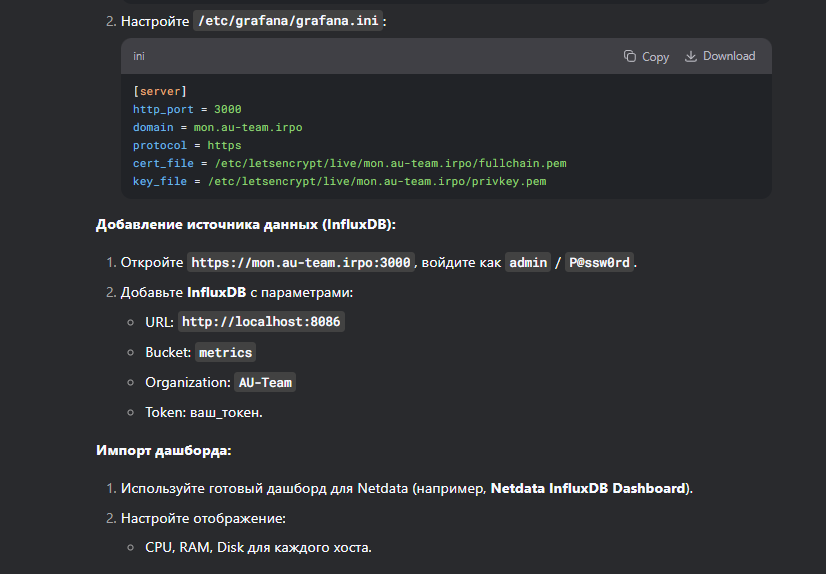 2. Настройте /etc/grafana/grafana.ini:
ini Copy Download
[server]
http_port = 3000
domain = mon.au-team.irpo
protocol = https
cert_file = /etc/letsencrypt/live/mon.au-team.irpo/fullchain.pem
key_file = /etc/letsencrypt/live/mon.au-team.irpo/privkey.pem
Добавление источника данных (InfluxDB):
1. Откройте https://mon.au-team.irpo:3000, войдите как admin / P@ssw0rd.
2. Добавьте InfluxDB с параметрами:
URL: http://localhost:8086
Bucket: metrics
Organization: AU-Team
Token: ваш_токен.
Импорт дашборда:
1. Используйте готовый дашборд для Netdata (например, Netdata InfluxDB Dashboard).
2. Настройте отображение:
CPU, RAM, Disk для каждого хоста.